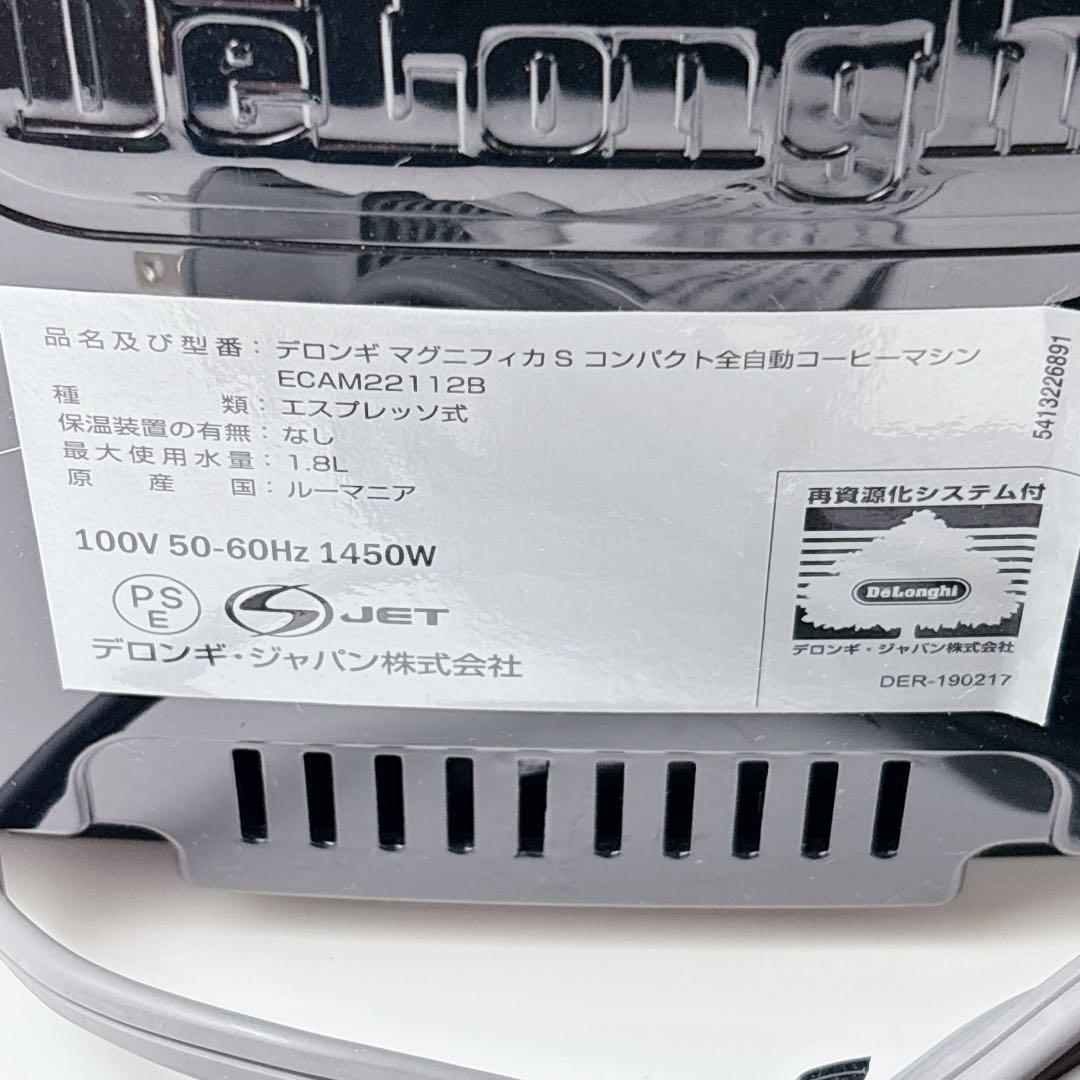 DeLongh
品名及び型番：デロンギ マグニフィカ S コンパクト全自動コーヒーマシン
ECAM22112B
種類：エスプレッソ式
保温装置の有無：なし
最大使用水量：1.8L
原産国：ルーマニア
100V 50-60Hz 1450W
PSE
S JET
デロンギ・ジャパン株式会社
5413226891
再資源化システム付
DeLonghi
デロンギ・ジャパン株式会社
DER-190217